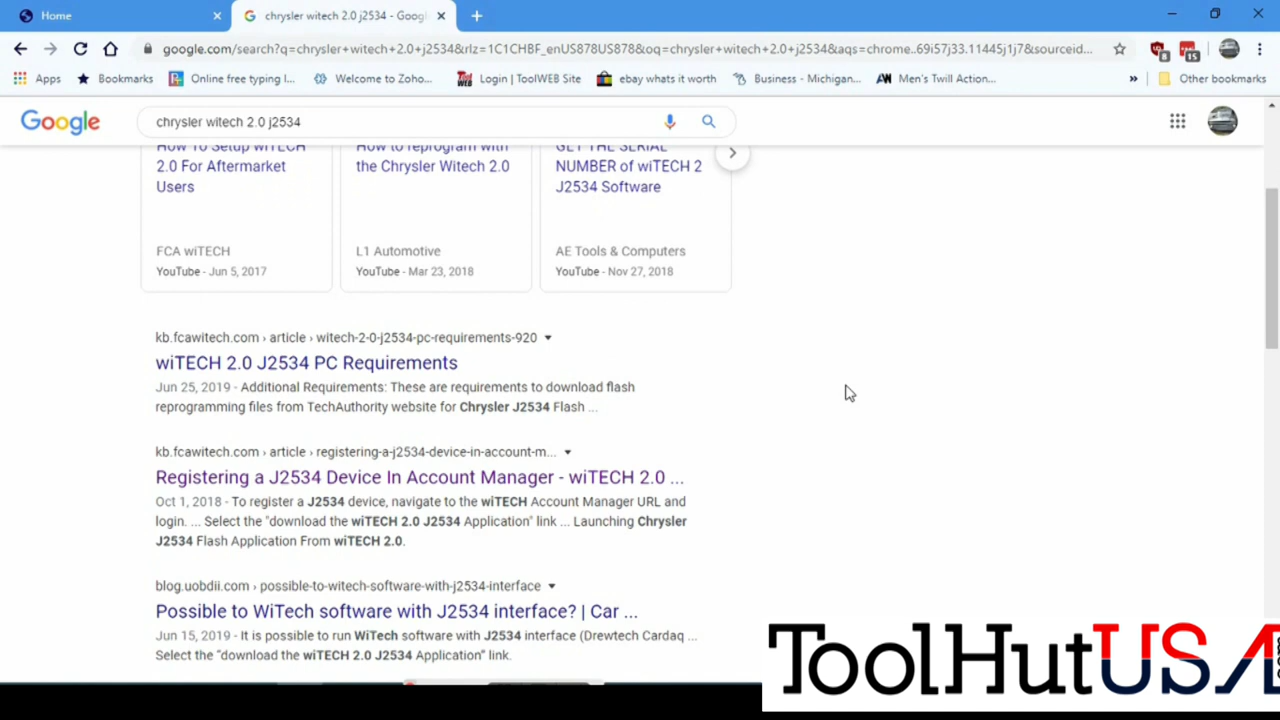 Home
chrysler witech 2.0 j2534 - Googl
google.com/search?q=chrysler+witech+2.0+j2534&rlz=1C1CHBF_enUS878US878&oq=chrysler+witech+2.0+j2534&aqs=chrome..69i57j33.11445j1j7&sourceid...
8
15
Apps
Bookmarks
Online free typing l...
Welcome to Zoho...
Login | ToolWEB Site
ebay whats it worth
Business - Michigan...
Men's Twill Action...
»
Other bookmarks
Google
chrysler witech 2.0 j2534
How To Setup wiTECH
2.0 For Aftermarket
Users
How to reprogram with
the Chrysler Witech 2.0
GET THE SERIAL
NUMBER of wiTECH 2
J2534 Software
FCA wiTECH
YouTube - Jun 5, 2017
L1 Automotive
YouTube - Mar 23, 2018
AE Tools & Computers
YouTube - Nov 27, 2018
kb.fcawitech.com › article › witech-2-0-j2534-pc-requirements-920
wiTECH 2.0 J2534 PC Requirements
Jun 25, 2019 - Additional Requirements: These are requirements to download flash
reprogramming files from TechAuthority website for Chrysler J2534 Flash ...
kb.fcawitech.com › article › registering-a-j2534-device-in-account-m...
Registering a J2534 Device In Account Manager - wiTECH 2.0 ...
Oct 1, 2018 - To register a J2534 device, navigate to the wiTECH Account Manager URL and
login. ... Select the "download the wiTECH 2.0 J2534 Application" link ... Launching Chrysler
J2534 Flash Application From wiTECH 2.0.
blog.uobdii.com › possible-to-witech-software-with-j2534-interface
Possible to WiTech software with J2534 interface? | Car ...
Jun 15, 2019 - It is possible to run WiTech software with J2534 interface (Drewtech Cardaq ...
Select the "download the wiTECH 2.0 J2534 Application" link.
ToolHutUSA